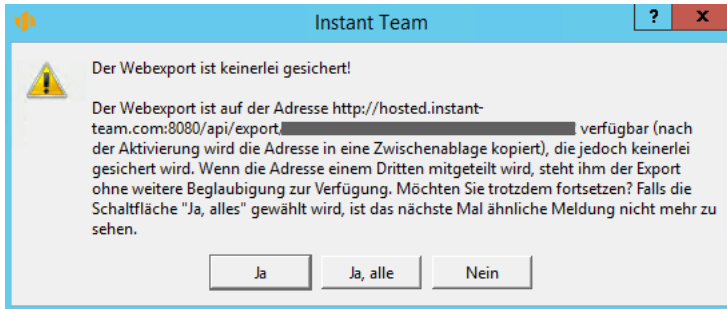 Instant Team
?
x
Der Webexport ist keinerlei gesichert!
Der Webexport ist auf der Adresse http://hosted.instant-
team.com:8080/api/export/ verfügbar (nach
der Aktivierung wird die Adresse in eine Zwischenablage kopiert), die jedoch keinerlei
gesichert wird. Wenn die Adresse einem Dritten mitgeteilt wird, steht ihm der Export
ohne weitere Beglaubigung zur Verfügung. Möchten Sie trotzdem fortsetzen? Falls die
Schaltfläche "Ja, alles" gewählt wird, ist das nächste Mal ähnliche Meldung nicht mehr zu
sehen.
Ja
Ja, alle
Nein